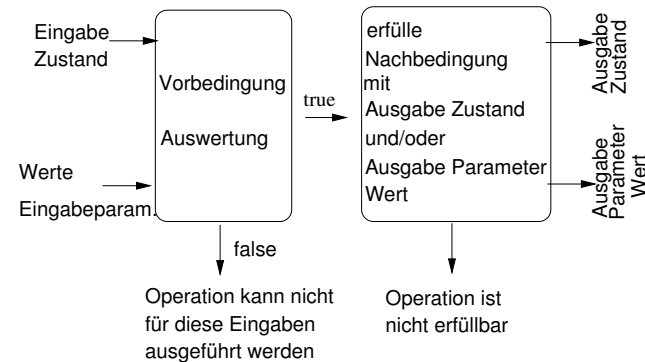 Eingabe
Zustand
Vorbedingung
Auswertung
Werte
Eingabeparam.
true
false
Operation kann nicht
für diese Eingaben
ausgeführt werden
erfülle
Nachbedingung
mit
Ausgabe Zustand
und/oder
Ausgabe Parameter
Wert
Operation ist
nicht erfüllbar
Ausgabe
Zustand
Ausgabe
Parameter
Wert